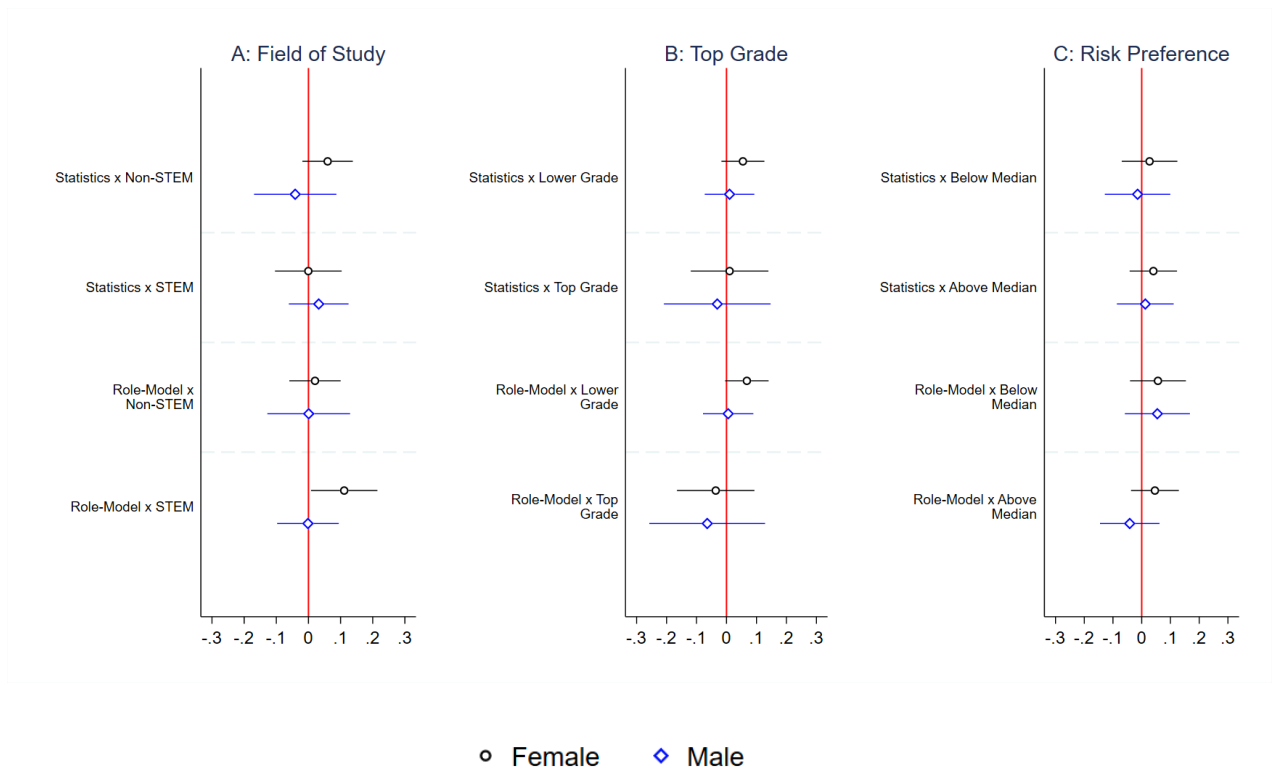 A: Field of Study
Statistics x Non-STEM
Statistics x STEM
Role-Model x
Non-STEM
Role-Model x STEM
-.3 -.2 -.1 0 .1 .2 .3
B: Top Grade
Statistics x Lower Grade
Statistics x Top Grade
Role-Model x Lower
Grade
Role-Model x Top
Grade
-.3 -.2 -.1 0 .1 .2 .3
C: Risk Preference
Statistics x Below Median
Statistics x Above Median
Role-Model x Below
Median
Role-Model x Above
Median
-.3 -.2 -.1 0 .1 .2 .3
Female Male